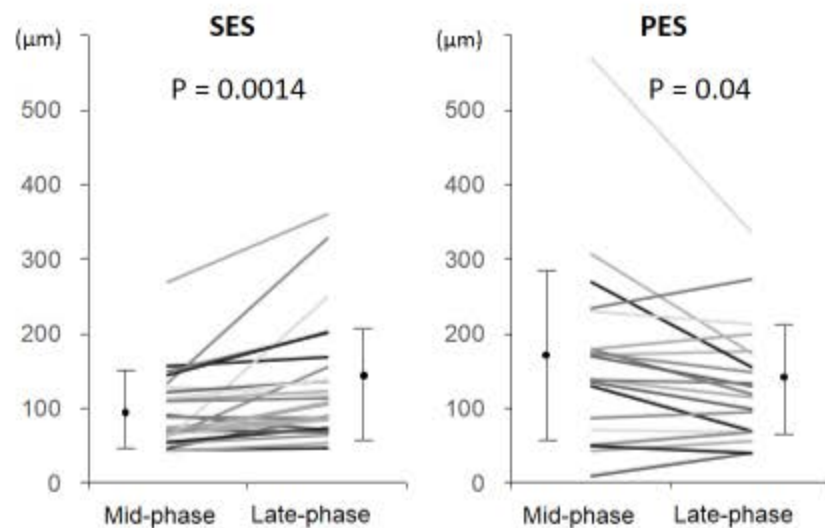 SES
(μm)
P = 0.0014
500
400
300
200
100
0
Mid-phase Late-phase
PES
(μm)
P = 0.04
500
400
300
200
100
0
Mid-phase Late-phase